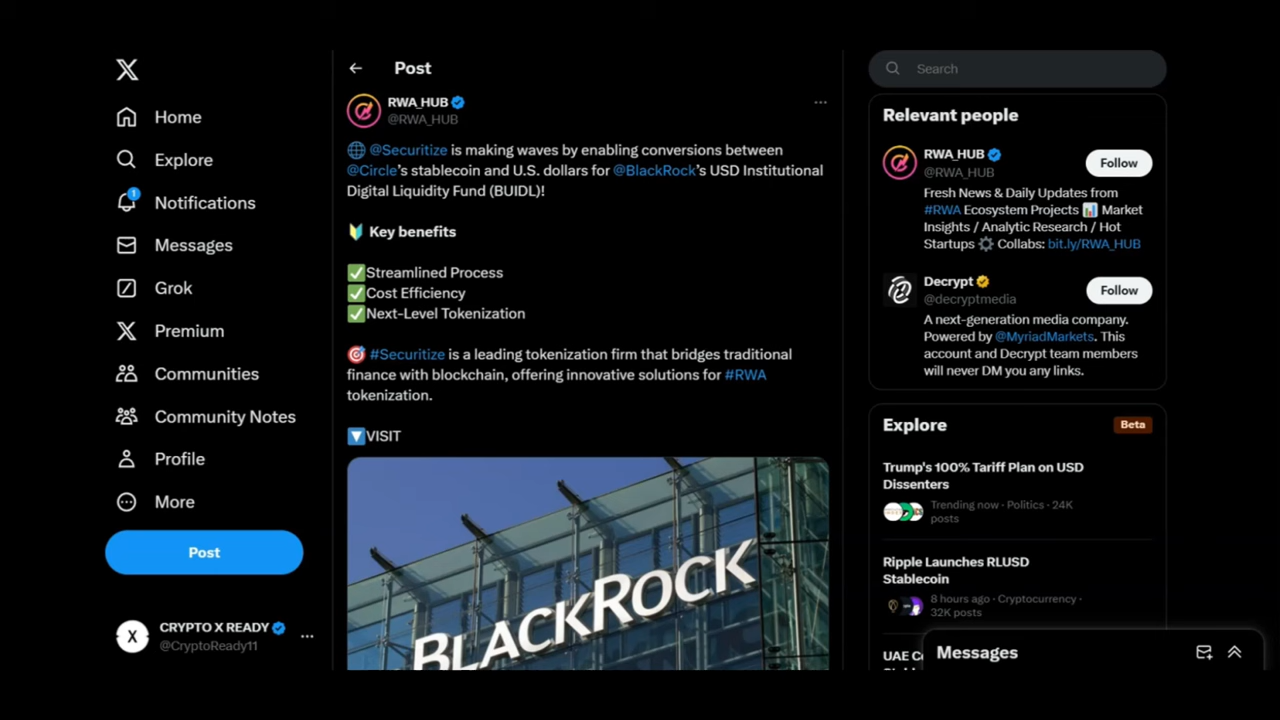 Home
Explore
1
Notifications
Messages
Grok
Premium
Communities
Community Notes
Profile
More
Post
CRYPTO X READY
@CryptoReady11
Post
RWA_HUB
@RWA_HUB
@Securitize is making waves by enabling conversions between
@Circle's stablecoin and U.S. dollars for @BlackRock's USD Institutional
Digital Liquidity Fund (BUIDL)!
Key benefits
Streamlined Process
Cost Efficiency
Next-Level Tokenization
#Securitize is a leading tokenization firm that bridges traditional
finance with blockchain, offering innovative solutions for #RWA
tokenization.
VISIT
BLACKROCK
Search
Relevant people
RWA_HUB
@RWA_HUB
Follow
Fresh News & Daily Updates from
#RWA Ecosystem Projects Market
Insights / Analytic Research / Hot
Startups Collabs: bit.ly/RWA_HUB
Decrypt
@decryptmedia
Follow
A next-generation media company.
Powered by @MyriadMarkets. This
account and Decrypt team members
will never DM you any links.
Explore
Beta
Trump's 100% Tariff Plan on USD
Dissenters
Trending now · Politics · 24K
posts
Ripple Launches RLUSD
Stablecoin
8 hours ago · Cryptocurrency ·
32K posts
UAE
Messages